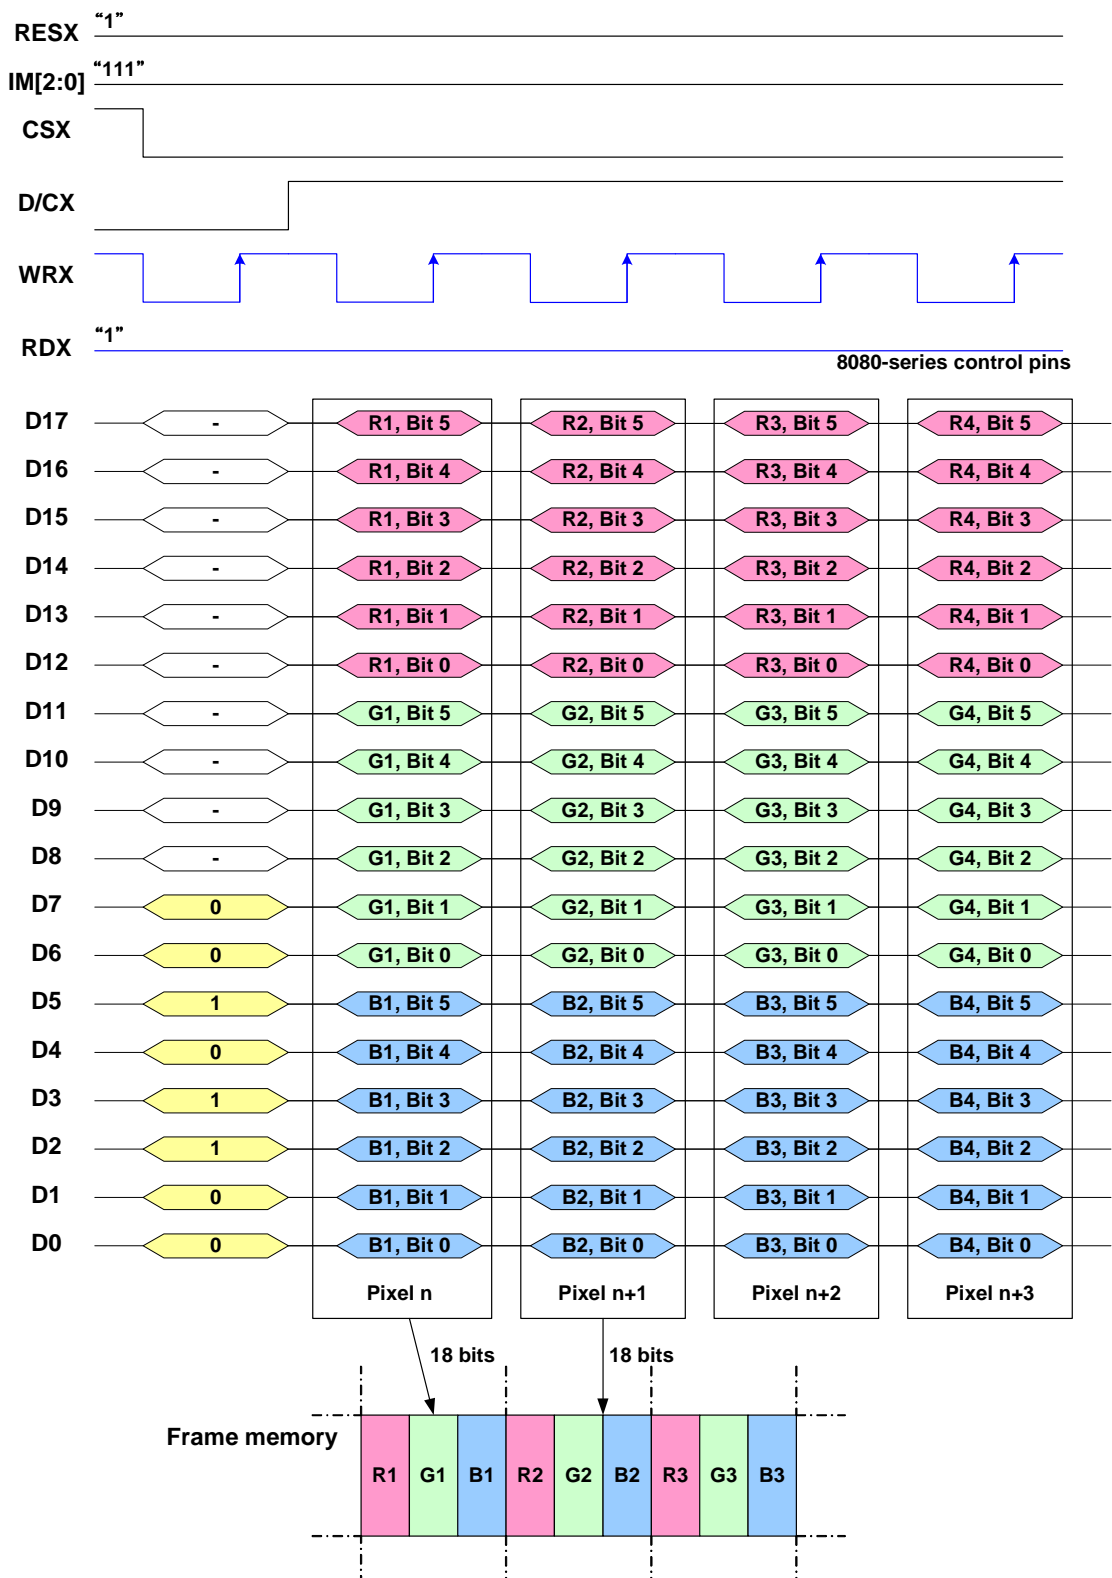 RESX “1”
IM[2:0] “111”
CSX
D/CX
WRX
RDX “1”
8080-series control pins
D17 - R1, Bit 5 R2, Bit 5 R3, Bit 5 R4, Bit 5
D16 - R1, Bit 4 R2, Bit 4 R3, Bit 4 R4, Bit 4
D15 - R1, Bit 3 R2, Bit 3 R3, Bit 3 R4, Bit 3
D14 - R1, Bit 2 R2, Bit 2 R3, Bit 2 R4, Bit 2
D13 - R1, Bit 1 R2, Bit 1 R3, Bit 1 R4, Bit 1
D12 - R1, Bit 0 R2, Bit 0 R3, Bit 0 R4, Bit 0
D11 - G1, Bit 5 G2, Bit 5 G3, Bit 5 G4, Bit 5
D10 - G1, Bit 4 G2, Bit 4 G3, Bit 4 G4, Bit 4
D9 - G1, Bit 3 G2, Bit 3 G3, Bit 3 G4, Bit 3
D8 - G1, Bit 2 G2, Bit 2 G3, Bit 2 G4, Bit 2
D7 0 G1, Bit 1 G2, Bit 1 G3, Bit 1 G4, Bit 1
D6 0 G1, Bit 0 G2, Bit 0 G3, Bit 0 G4, Bit 0
D5 1 B1, Bit 5 B2, Bit 5 B3, Bit 5 B4, Bit 5
D4 0 B1, Bit 4 B2, Bit 4 B3, Bit 4 B4, Bit 4
D3 1 B1, Bit 3 B2, Bit 3 B3, Bit 3 B4, Bit 3
D2 1 B1, Bit 2 B2, Bit 2 B3, Bit 2 B4, Bit 2
D1 0 B1, Bit 1 B2, Bit 1 B3, Bit 1 B4, Bit 1
D0 0 B1, Bit 0 B2, Bit 0 B3, Bit 0 B4, Bit 0
Pixel n Pixel n+1 Pixel n+2 Pixel n+3
18 bits 18 bits
Frame memory
R1 G1 B1 R2 G2 B2 R3 G3 B3